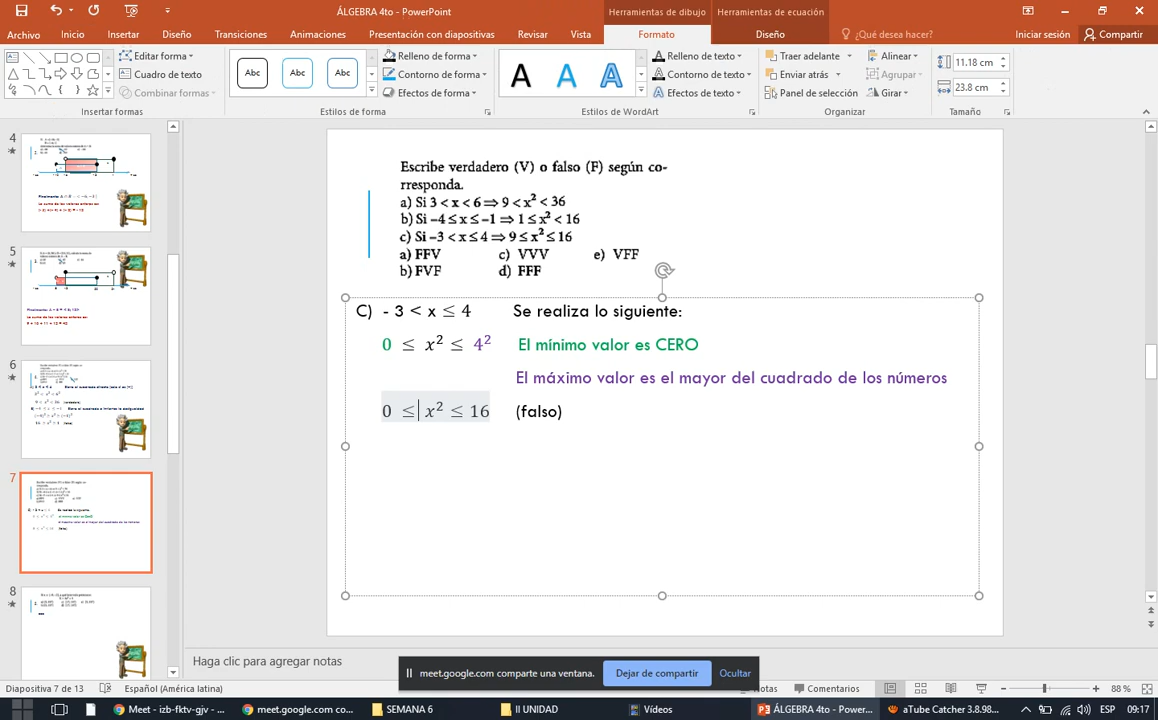 ÁLGEBRA 4to - PowerPoint
Herramientas de dibujo
Herramientas de ecuación
Archivo Inicio Insertar Diseño Transiciones Animaciones Presentación con diapositivas Revisar Vista Formato Diseño ¿Qué desea hacer? Iniciar sesión Compartir
Editar forma
Cuadro de texto
Combinar formas
Insertar formas
Abc Abc Abc
Relleno de forma
Contorno de forma
Efectos de forma
Estilos de forma
A A A
Relleno de texto
Contorno de texto
Efectos de texto
Estilos de WordArt
Traer adelante
Enviar atrás
Panel de selección
Alinear
Agrupar
Girar
Organizar
11.18 cm
23.8 cm
Tamaño
4
5
6
7
8
Escribe verdadero (V) o falso (F) según co-
rresponda.
a) Si 3 < x < 6 ⇒ 9 < x² < 36
b) Si −4 ≤ x ≤ −1 ⇒ 1 ≤ x² < 16
c) Si −3 < x ≤ 4 ⇒ 9 ≤ x² ≤ 16
a) FFV c) VVV e) VFF
b) FVF d) FFF
C) - 3 < x ≤ 4 Se realiza lo siguiente:
0 ≤ x² ≤ 4² El mínimo valor es CERO
El máximo valor es el mayor del cuadrado de los números
0 ≤ x² ≤ 16 (falso)
Haga clic para agregar notas
meet.google.com comparte una ventana. Dejar de compartir Ocultar
Diapositiva 7 de 13 Español (América latina) Notas Comentarios 88 %
Meet - izb-fktv-gjv - ... meet.google.com co... SEMANA 6 II UNIDAD Vídeos ÁLGEBRA 4to - Power... aTube Catcher 3.8.98... ESP 09:17